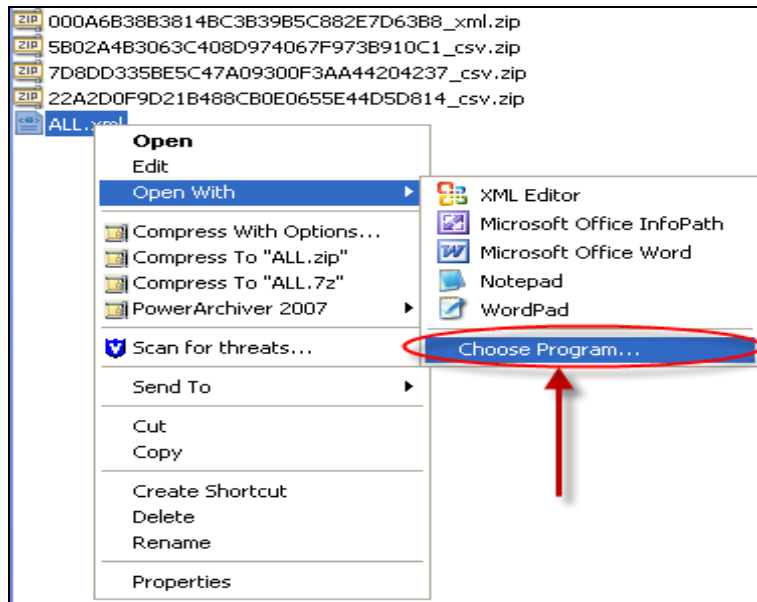 000A6B38B3814BC3B39B5C882E7D63B8_xml.zip
5B02A4B3063C408D974067F973B910C1_csv.zip
7D8DD335BE5C47A09300F3AA44204237_csv.zip
22A2D0F9D21B488CB0E0655E44D5D814_csv.zip
ALL.xml
Open
Edit
Open With
XML Editor
Microsoft Office InfoPath
Microsoft Office Word
Notepad
WordPad
Choose Program...
Compress With Options...
Compress To "ALL.zip"
Compress To "ALL.7z"
PowerArchiver 2007
Scan for threats...
Send To
Cut
Copy
Create Shortcut
Delete
Rename
Properties